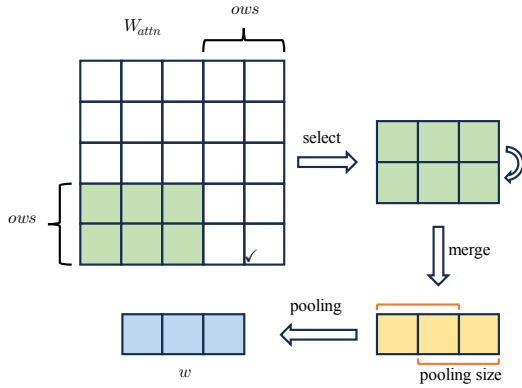 ows
W_attn
select
ows
✓
merge
pooling
pooling size
w